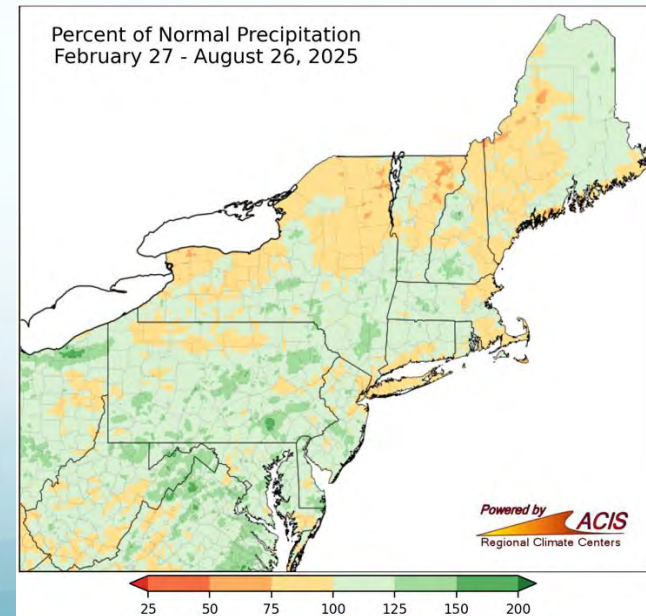 Percent of Normal Precipitation
February 27 - August 26, 2025
Powered by
ACIS
Regional Climate Centers
25 50 75 100 125 150 200